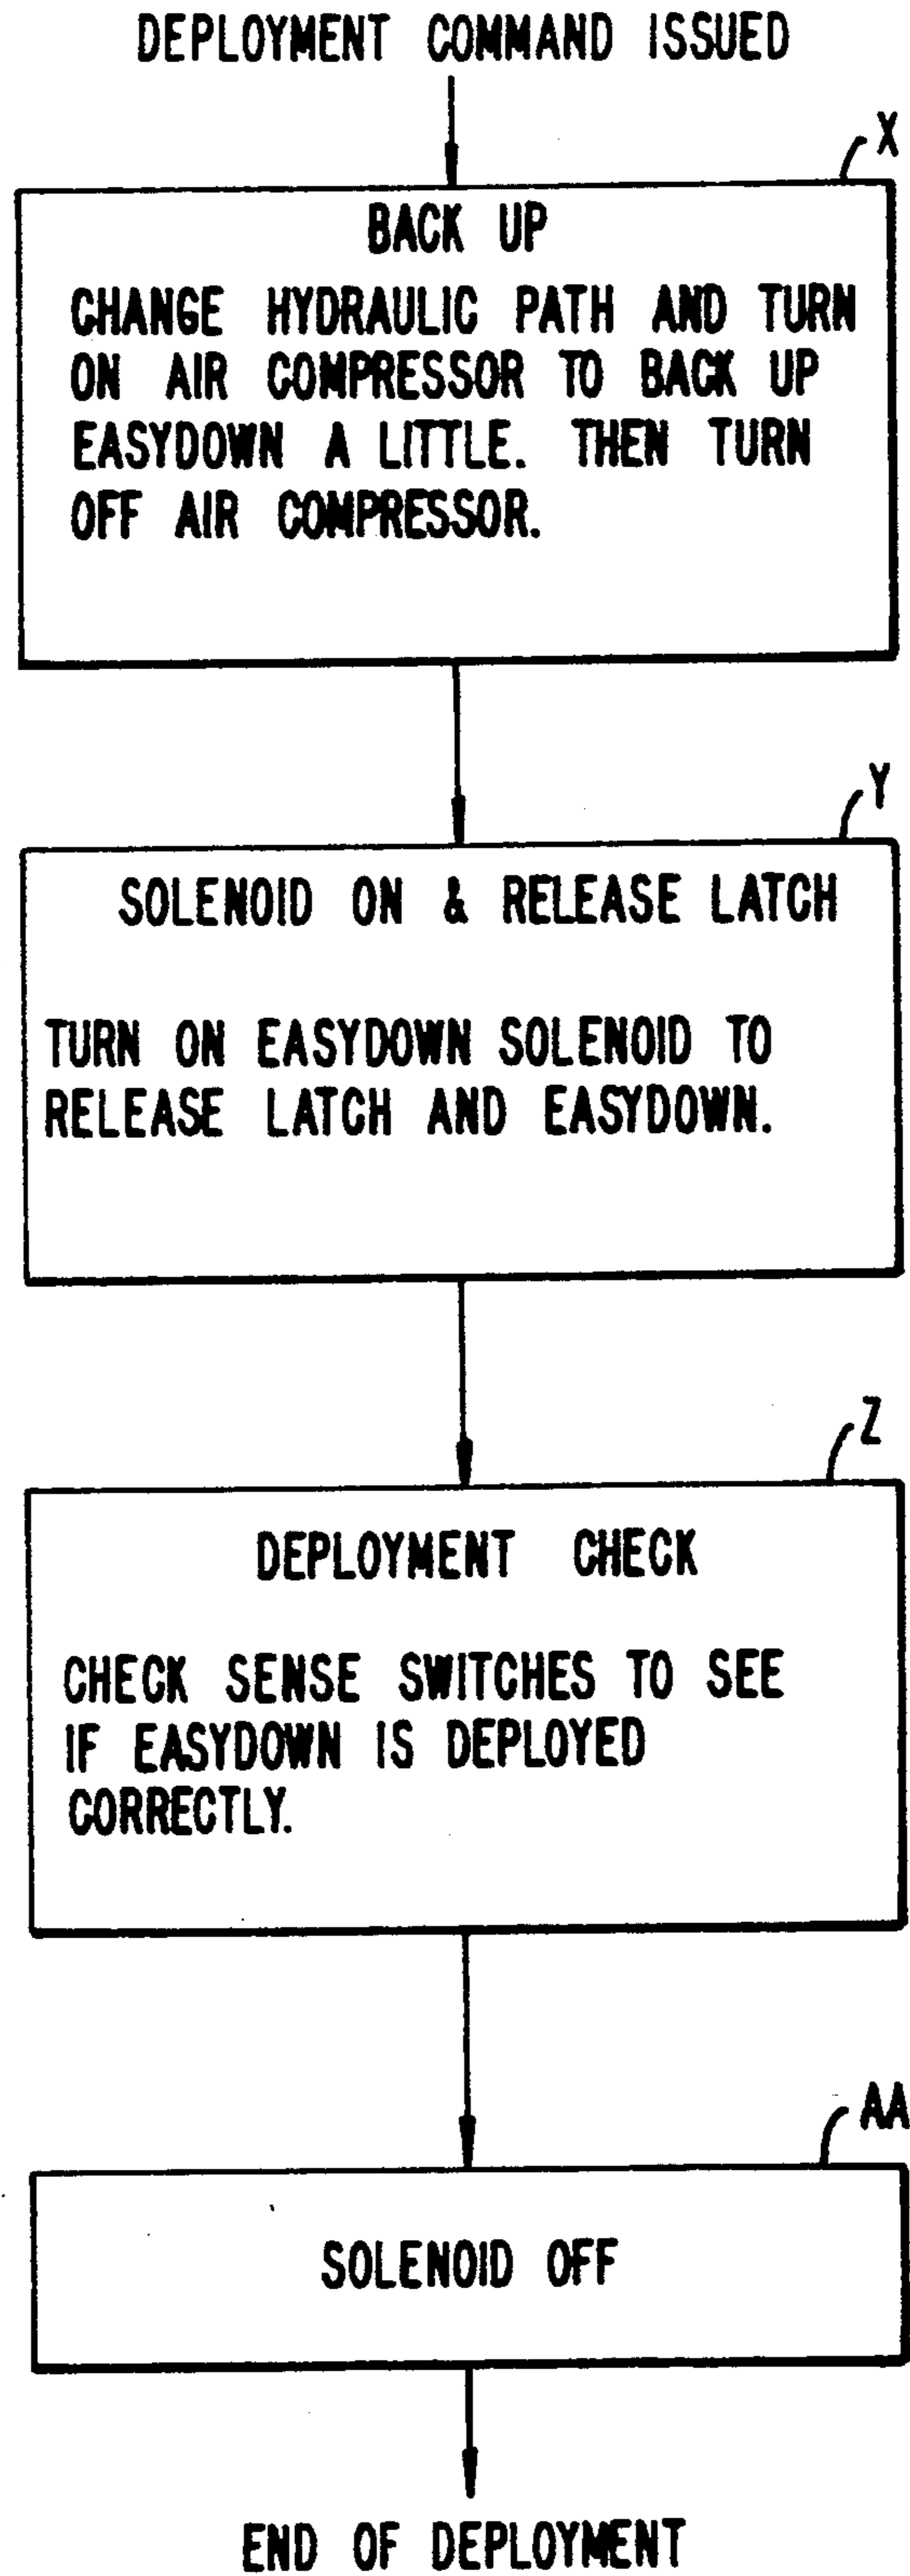 DEPLOYMENT COMMAND ISSUED
X
BACK UP
CHANGE HYDRAULIC PATH AND TURN
ON AIR COMPRESSOR TO BACK UP
EASYDOWN A LITTLE. THEN TURN
OFF AIR COMPRESSOR.
Y
SOLENOID ON & RELEASE LATCH
TURN ON EASYDOWN SOLENOID TO
RELEASE LATCH AND EASYDOWN.
Z
DEPLOYMENT CHECK
CHECK SENSE SWITCHES TO SEE
IF EASYDOWN IS DEPLOYED
CORRECTLY.
AA
SOLENOID OFF
END OF DEPLOYMENT